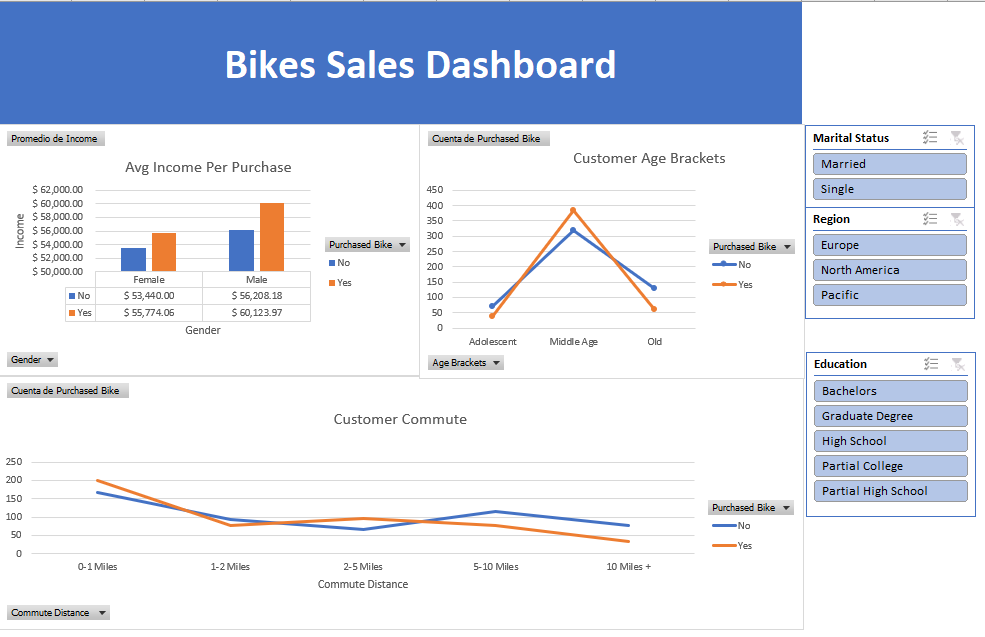 Bikes Sales Dashboard
Promedio de Income
Avg Income Per Purchase
Income
$ 62,000.00
$ 60,000.00
$ 58,000.00
$ 56,000.00
$ 54,000.00
$ 52,000.00
$ 50,000.00
Female Male
No $ 53,440.00 $ 56,208.18
Yes $ 55,774.06 $ 60,123.97
Gender
Purchased Bike
No
Yes
Gender
Cuenta de Purchased Bike
Customer Age Brackets
450
400
350
300
250
200
150
100
50
0
Adolescent Middle Age Old
Purchased Bike
No
Yes
Age Brackets
Cuenta de Purchased Bike
Customer Commute
250
200
150
100
50
0
0-1 Miles 1-2 Miles 2-5 Miles 5-10 Miles 10 Miles +
Commute Distance
Purchased Bike
No
Yes
Commute Distance
Marital Status
Married
Single
Region
Europe
North America
Pacific
Education
Bachelors
Graduate Degree
High School
Partial College
Partial High School